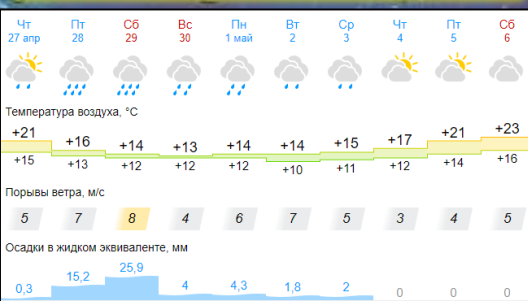 Чт Пт Сб Вс Пн Вт Ср Чт Пт Сб
27 апр 28 29 30 1 май 2 3 4 5 6
Температура воздуха, °C
+21 +16 +14 +13 +14 +14 +15 +17 +21 +23
+15 +13 +12 +12 +12 +10 +11 +12 +14 +16
Порывы ветра, м/с
5 7 8 4 6 7 5 3 4 5
Осадки в жидком эквиваленте, мм
0,3 15,2 25,9 4 4,3 1,8 2 0 0 0